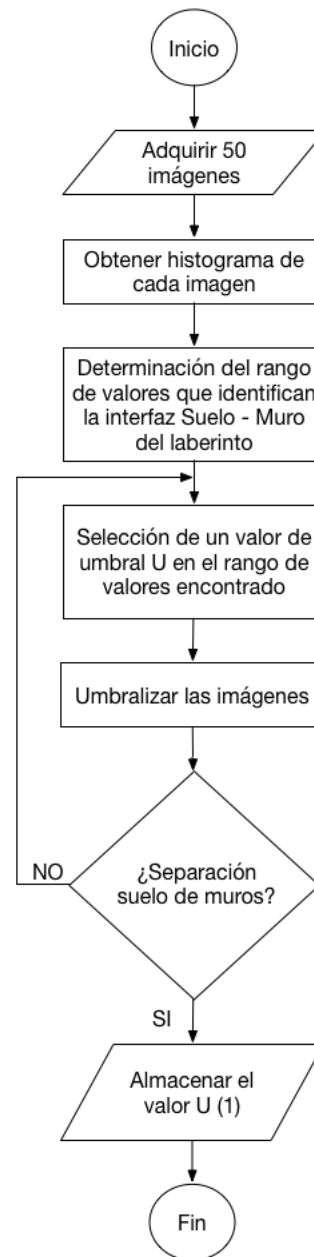 Inicio
Adquirir 50
imágenes
Obtener histograma de
cada imagen
Determinación del rango
de valores que identifican
la interfaz Suelo - Muro
del laberinto
Selección de un valor de
umbral U en el rango de
valores encontrado
Umbralizar las imágenes
¿Separación
suelo de muros?
NO
SI
Almacenar el
valor U (1)
Fin